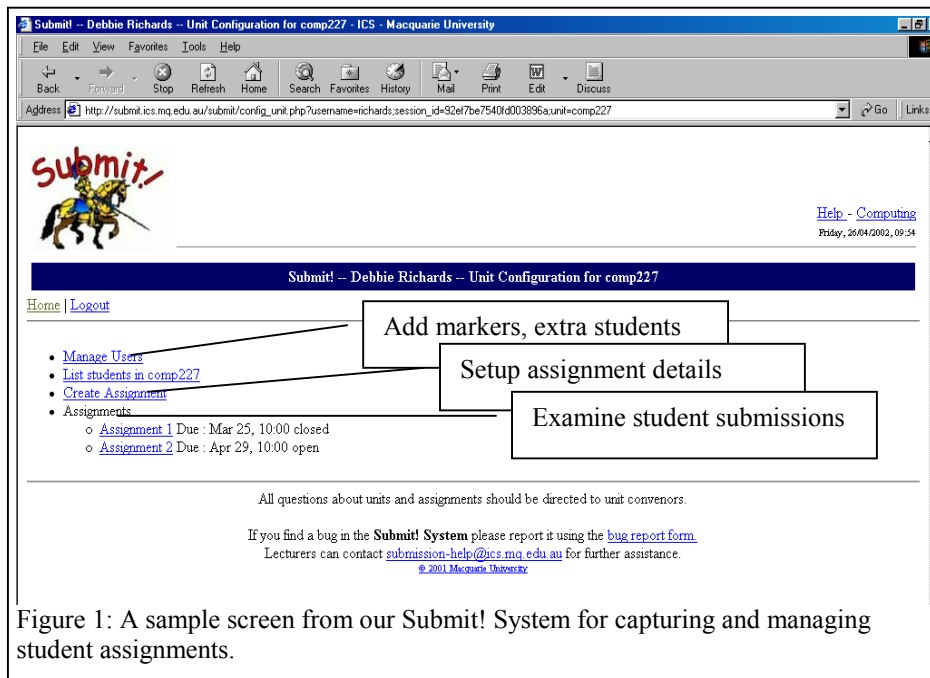 Submit! -- Debbie Richards -- Unit Configuration for comp227 - ICS - Macquarie University
File Edit View Favorites Tools Help
Back Forward Stop Refresh Home Search Favorites History Mail Print Edit Discuss
Address http://submit.ics.mq.edu.au/submit/config_unit.php?username=richards;session_id=92ef7be7540fd003896a;unit=comp227 Go Links
Submit!
Help - Computing
Friday, 26/04/2002, 09:54
Submit! -- Debbie Richards -- Unit Configuration for comp227
Home | Logout
Add markers, extra students
Manage Users
List students in comp227
Setup assignment details
Create Assignment
Assignments
Examine student submissions
Assignment 1 Due : Mar 25, 10:00 closed
Assignment 2 Due : Apr 29, 10:00 open
All questions about units and assignments should be directed to unit convenors.
If you find a bug in the Submit! System please report it using the bug report form.
Lecturers can contact submission-help@ics.mq.edu.au for further assistance.
© 2001 Macquarie University
Figure 1: A sample screen from our Submit! System for capturing and managing
student assignments.